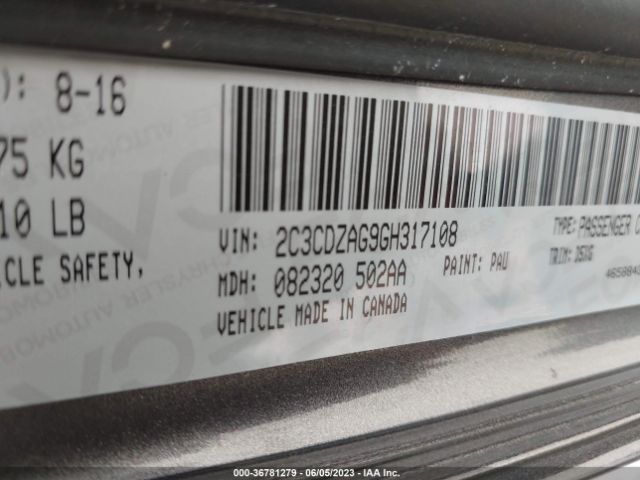 ): 8-16
75 KG
10 LB
ICLE SAFETY,
VIN: 2C3CDZAG9GH317108
TYPE: PASSENGER C
MDH: 082320 502AA
PAINT: PAU
VEHICLE MADE IN CANADA
000-36781279 - 06/05/2023 - IAA Inc.